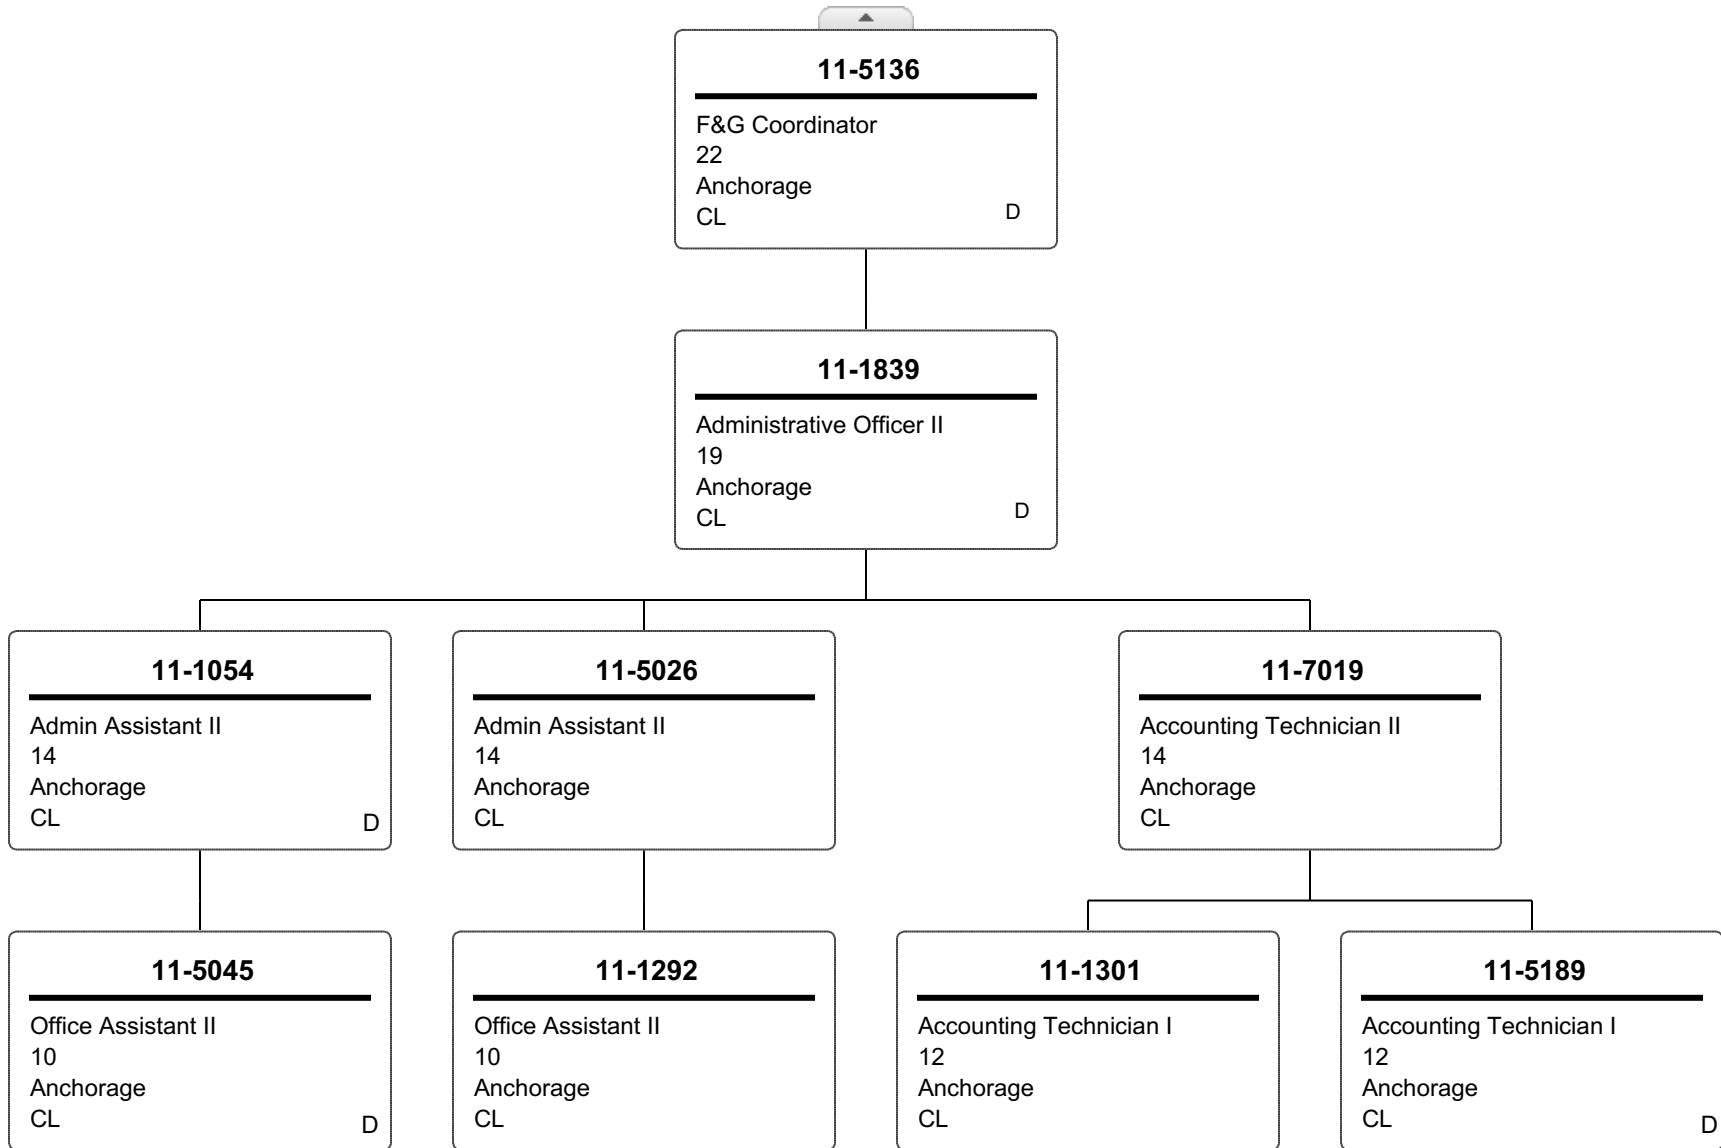 11-5136
F&G Coordinator
22
Anchorage
CL
D
11-1839
Administrative Officer II
19
Anchorage
CL
D
11-1054
Admin Assistant II
14
Anchorage
CL
D
11-5026
Admin Assistant II
14
Anchorage
CL
11-7019
Accounting Technician II
14
Anchorage
CL
11-5045
Office Assistant II
10
Anchorage
CL
D
11-1292
Office Assistant II
10
Anchorage
CL
11-1301
Accounting Technician I
12
Anchorage
CL
11-5189
Accounting Technician I
12
Anchorage
CL
D